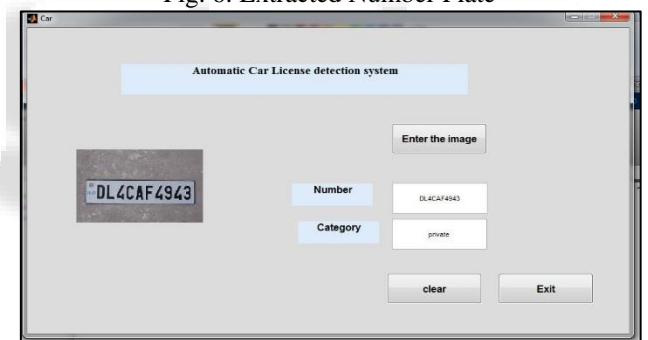 Fig. 8. Extracted Number Plate
Car
Automatic Car License detection system
Enter the image
DL4CAF4943
Number
DL4CAF4943
Category
private
clear
Exit